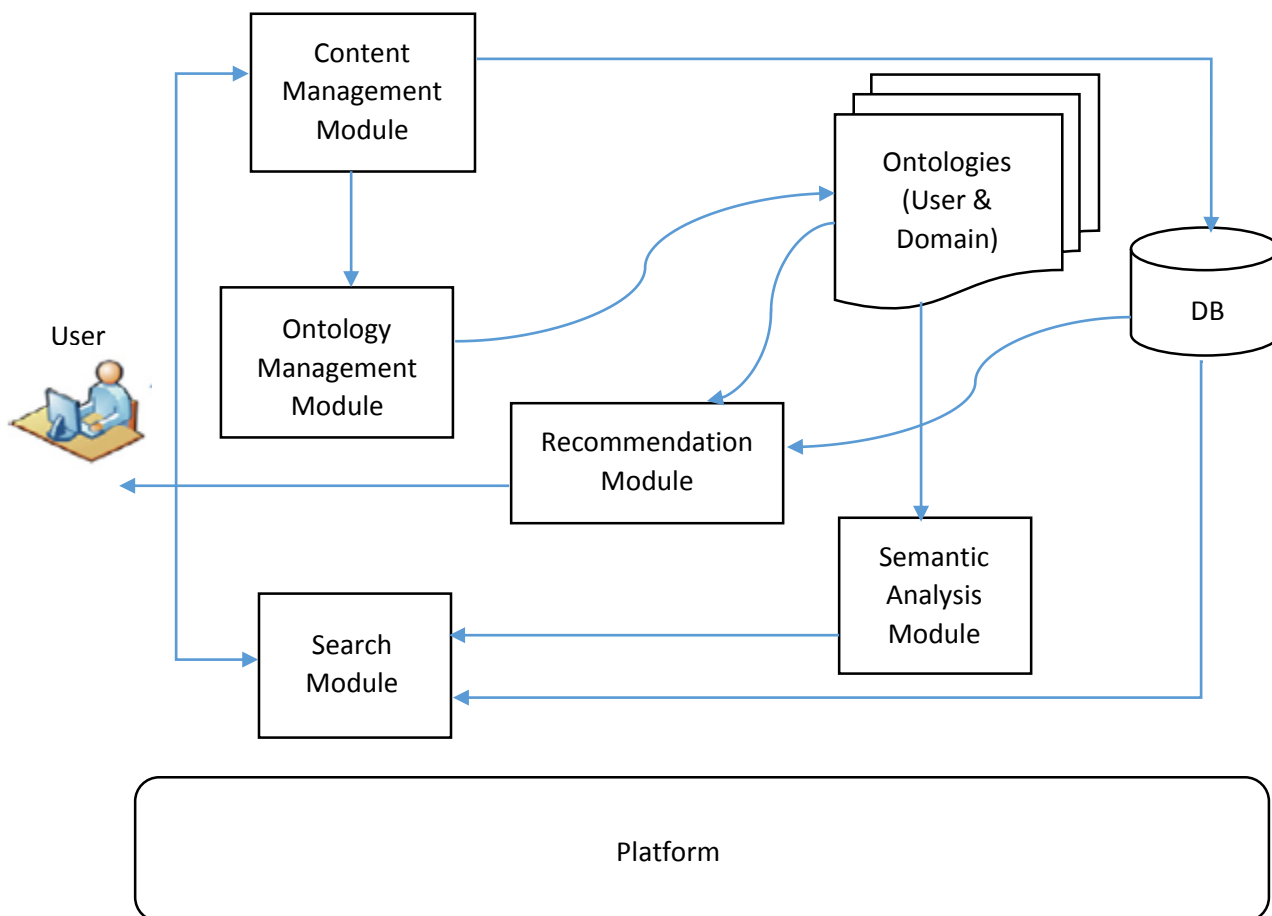 Content
Management
Module
Ontologies
(User &
Domain)
DB
User
Ontology
Management
Module
Recommendation
Module
Semantic
Analysis
Module
Search
Module
Platform